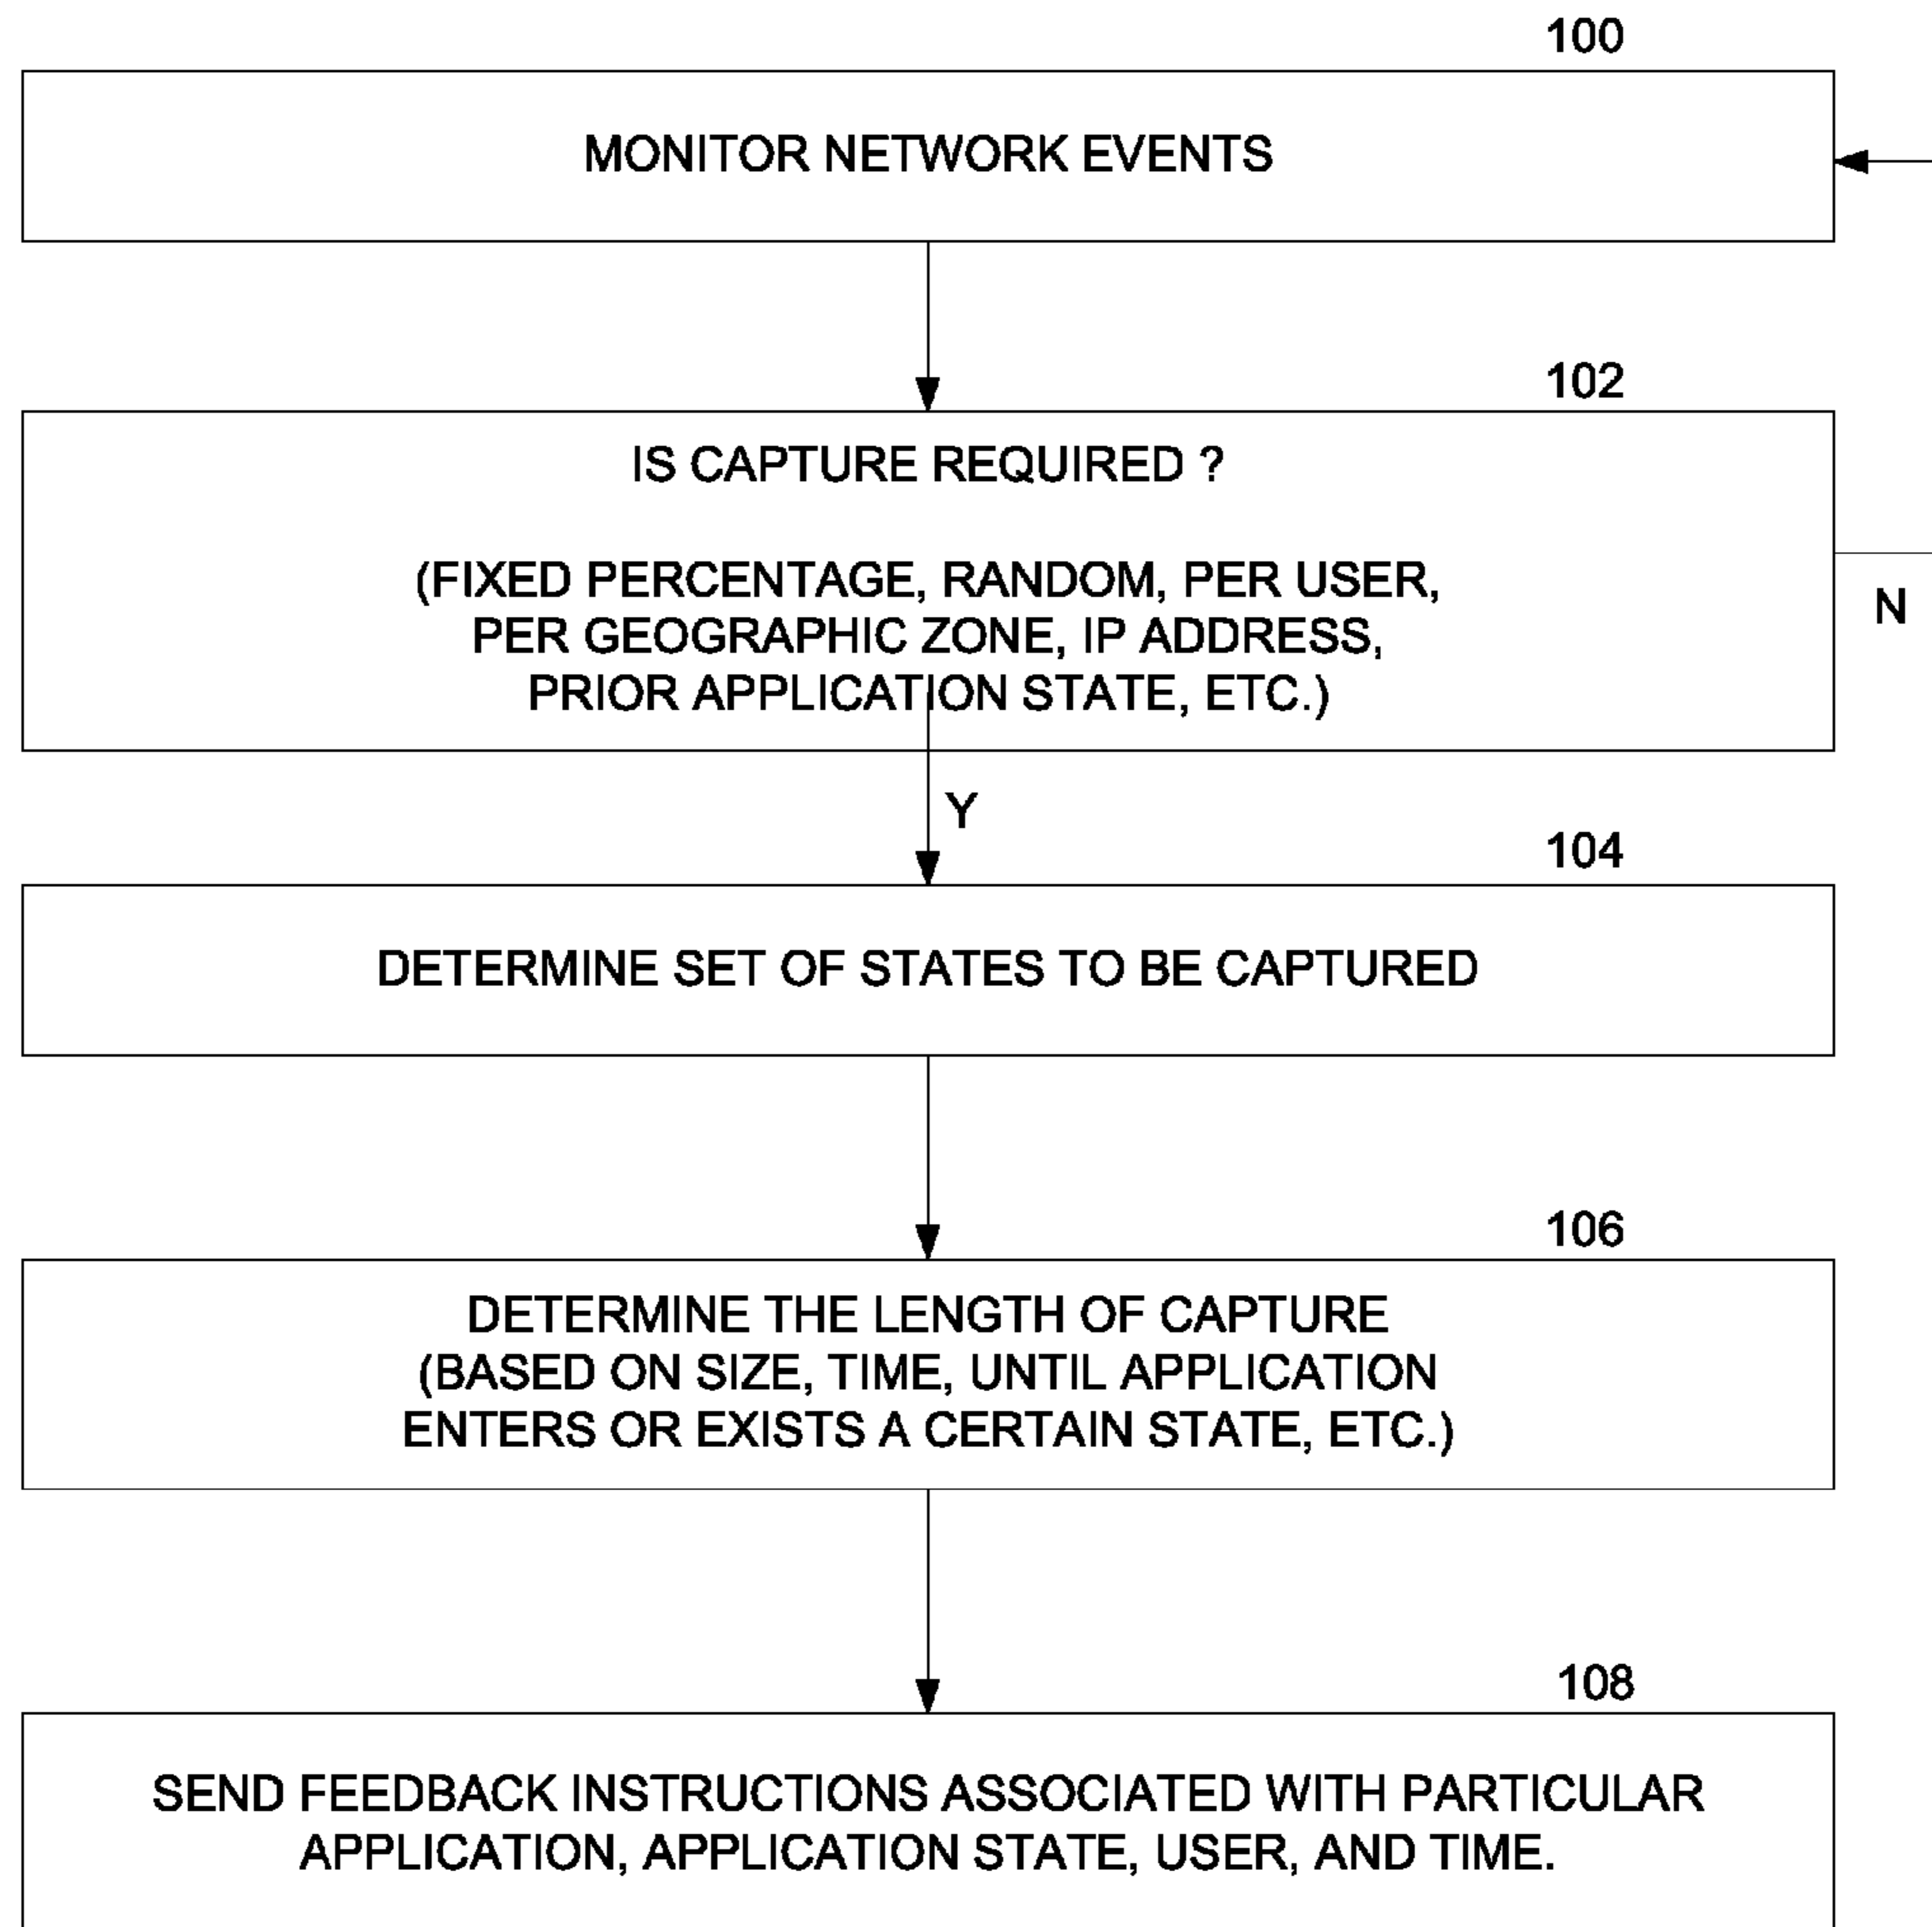 100
MONITOR NETWORK EVENTS
102
IS CAPTURE REQUIRED ?
(FIXED PERCENTAGE, RANDOM, PER USER,
PER GEOGRAPHIC ZONE, IP ADDRESS,
PRIOR APPLICATION STATE, ETC.)
N
Y
104
DETERMINE SET OF STATES TO BE CAPTURED
106
DETERMINE THE LENGTH OF CAPTURE
(BASED ON SIZE, TIME, UNTIL APPLICATION
ENTERS OR EXISTS A CERTAIN STATE, ETC.)
108
SEND FEEDBACK INSTRUCTIONS ASSOCIATED WITH PARTICULAR
APPLICATION, APPLICATION STATE, USER, AND TIME.